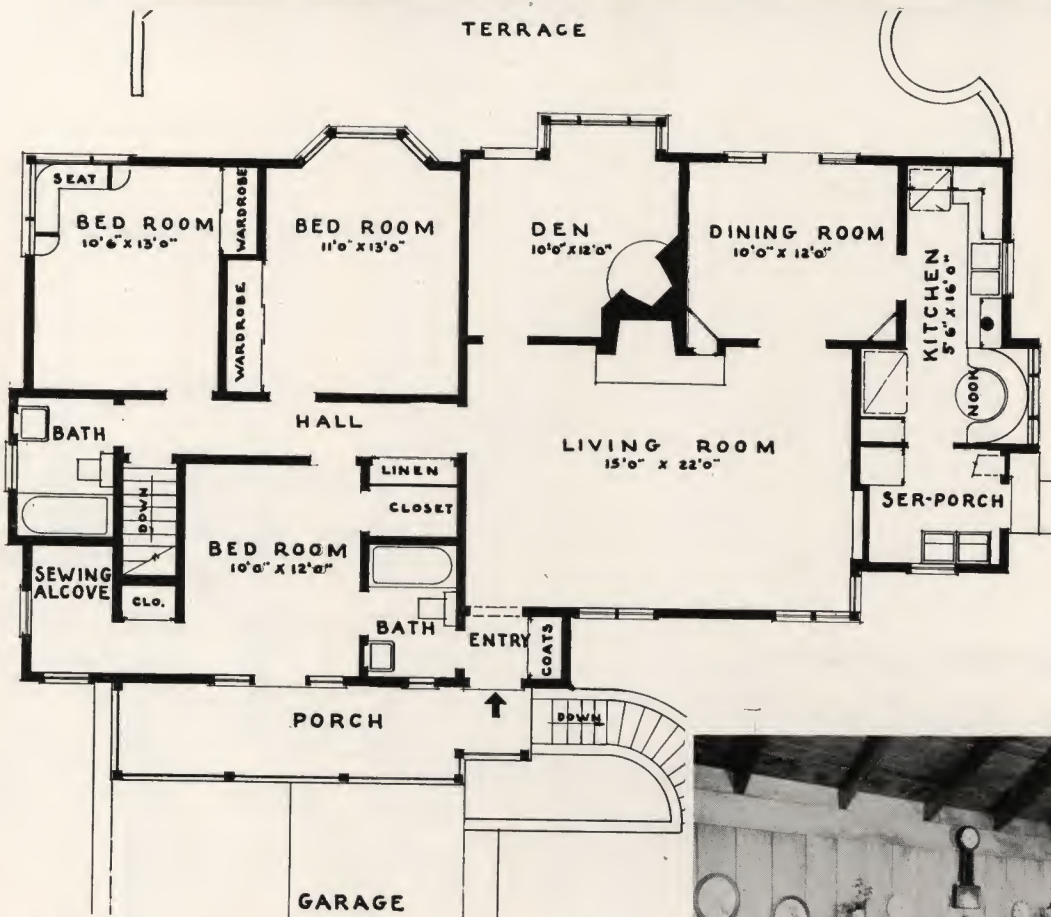 TERRACE
SEAT
BED ROOM
10'6" X 13'0"
WARDROBE
WARDROBE
BED ROOM
11'0" X 13'0"
DEN
10'0" X 12'0"
DINING ROOM
10'0" X 12'0"
KITCHEN
5'6" X 16'0"
NOOK
BATH
HALL
LIVING ROOM
15'0" X 22'0"
LINEN
CLOSET
DOWN
SER-PORCH
BED ROOM
10'0" X 12'0"
SEWING
ALCOVE
CLO.
BATH
ENTRY
COATS
PORCH
DOWN
GARAGE